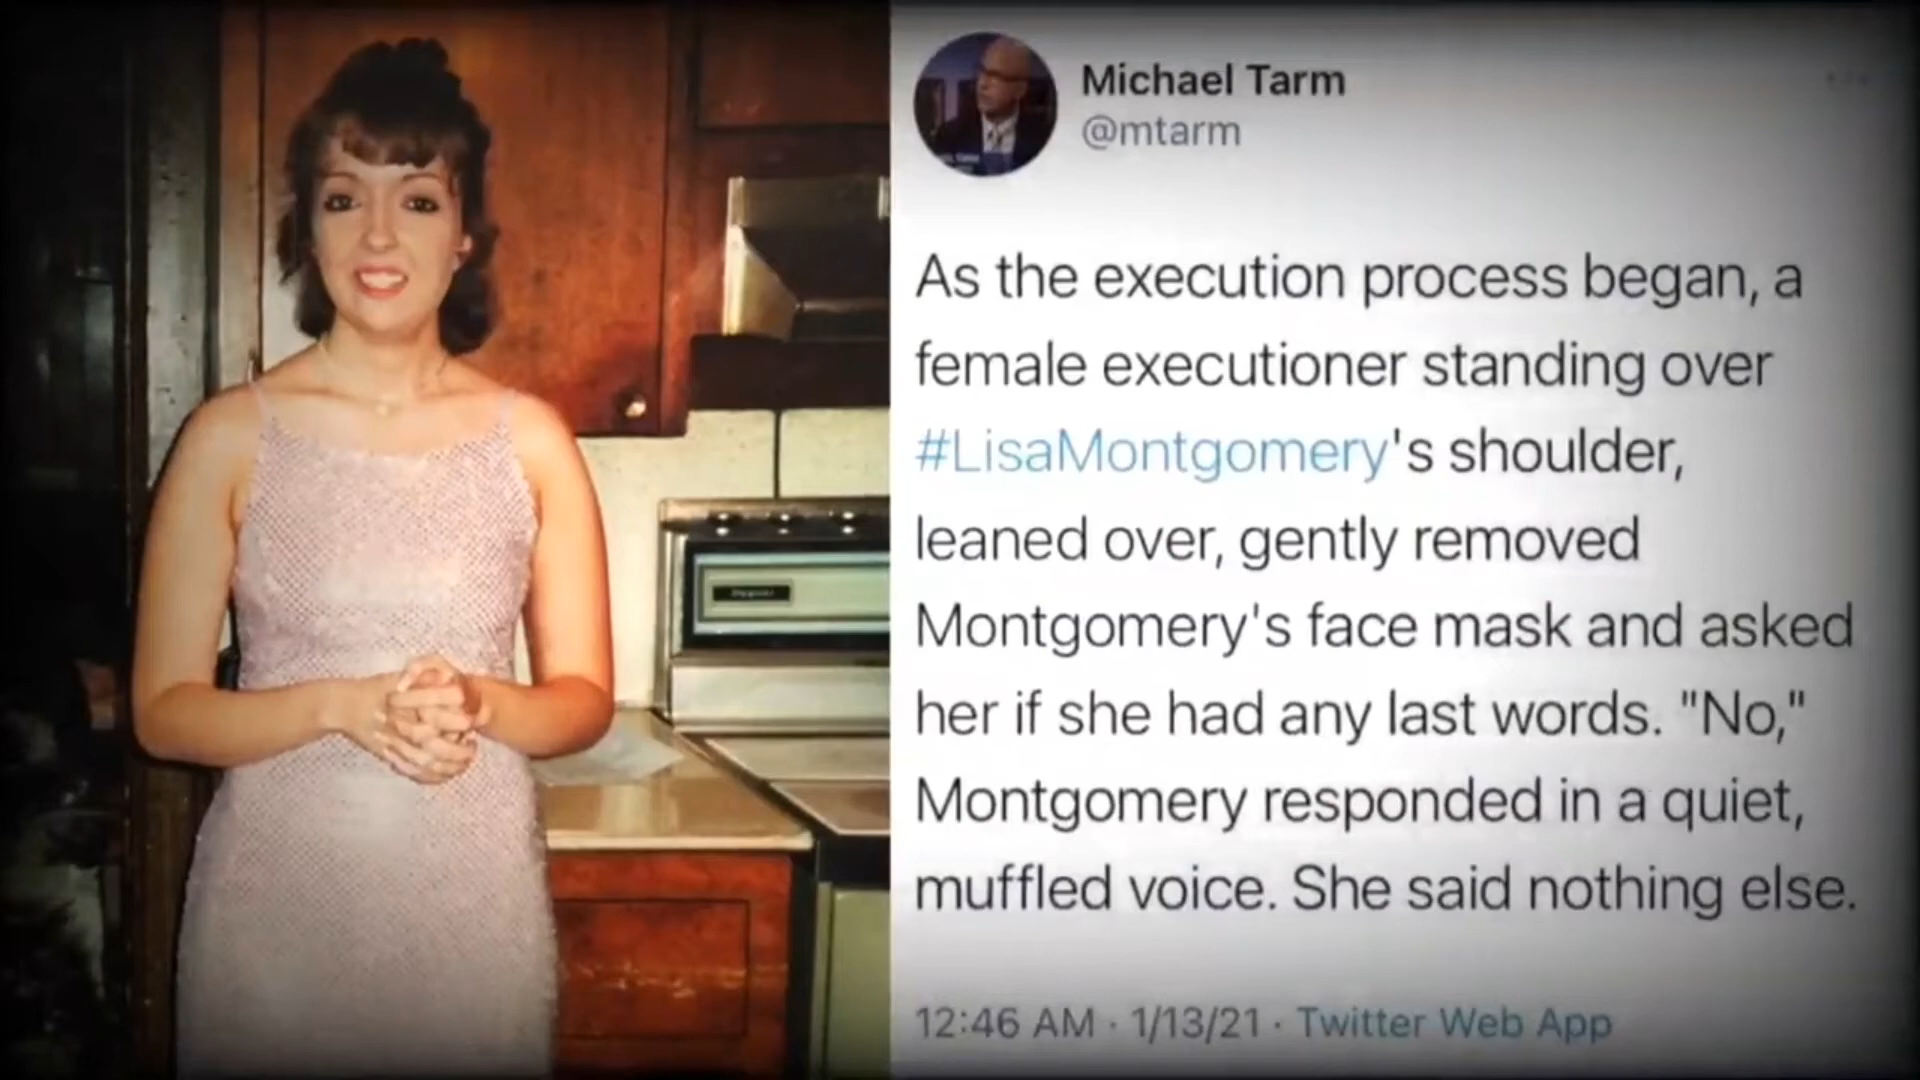 Michael Tarm
@mtarm
As the execution process began, a
female executioner standing over
#LisaMontgomery's shoulder,
leaned over, gently removed
Montgomery's face mask and asked
her if she had any last words. "No,"
Montgomery responded in a quiet,
muffled voice. She said nothing else.
12:46 AM · 1/13/21 · Twitter Web App